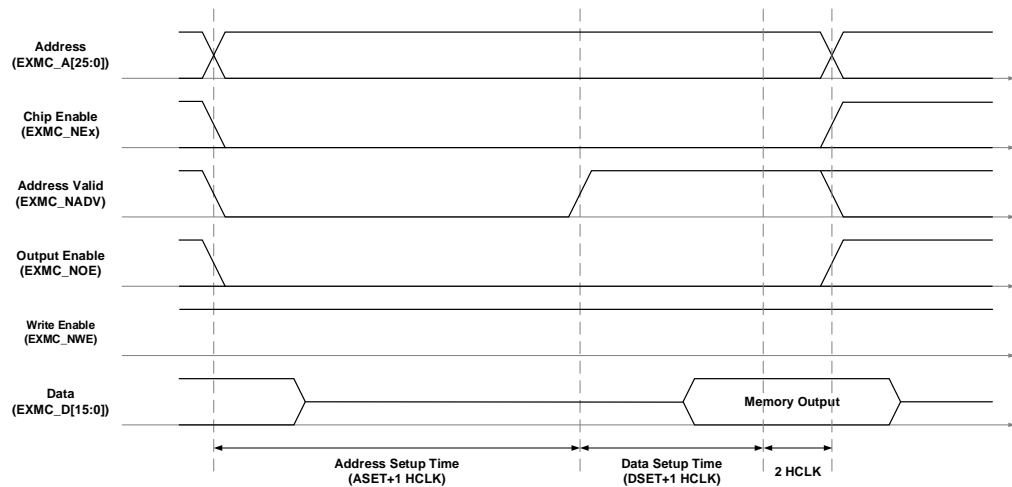 Address
(EXMC_A[25:0])
Chip Enable
(EXMC_NEx)
Address Valid
(EXMC_NADV)
Output Enable
(EXMC_NOE)
Write Enable
(EXMC_NWE)
Data
(EXMC_D[15:0])
Memory Output
Address Setup Time
(ASET+1 HCLK)
Data Setup Time
(DSET+1 HCLK)
2 HCLK